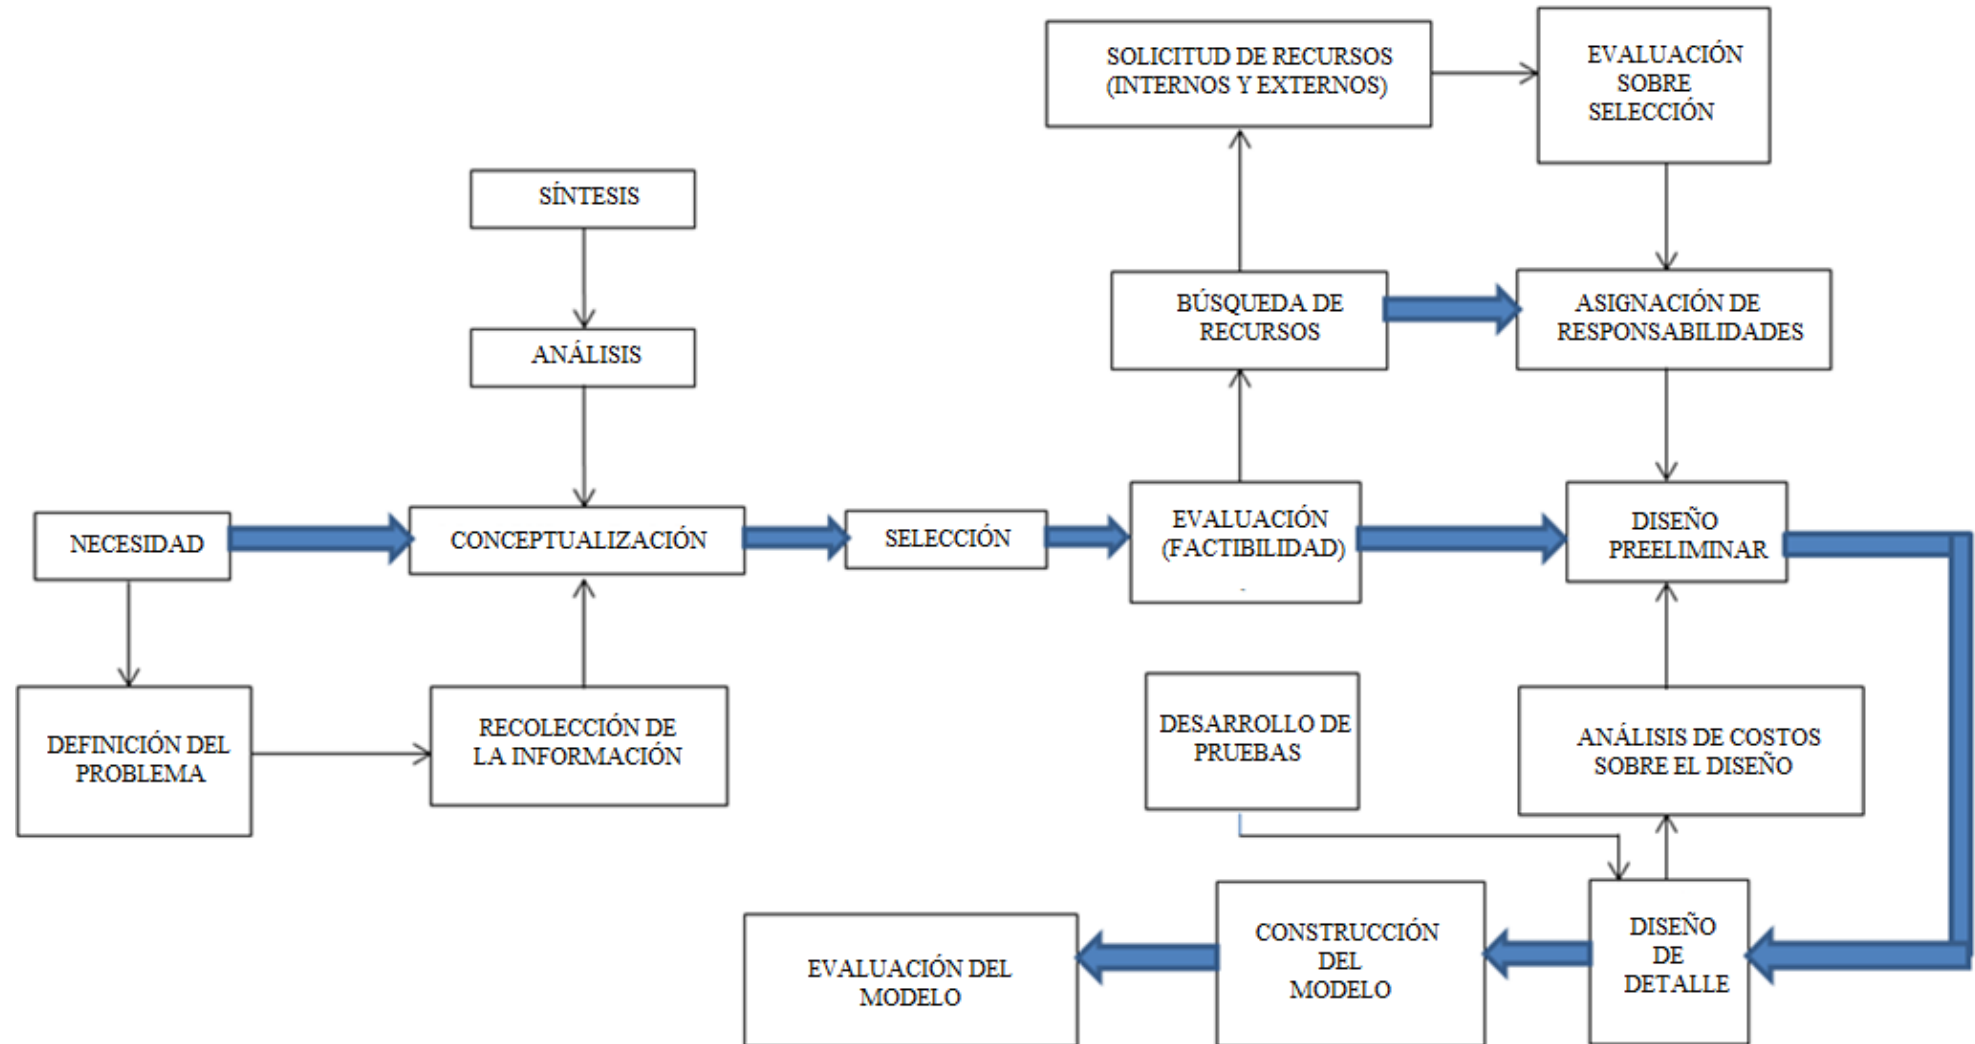 SOLICITUD DE RECURSOS
(INTERNOS Y EXTERNOS)
EVALUACIÓN
SOBRE
SELECCIÓN
SÍNTESIS
ANÁLISIS
BÚSQUEDA DE
RECURSOS
ASIGNACIÓN DE
RESPONSABILIDADES
NECESIDAD
CONCEPTUALIZACIÓN
SELECCIÓN
EVALUACIÓN
(FACTIBILIDAD)
DISEÑO
PREELIMINAR
DEFINICIÓN DEL
PROBLEMA
RECOLECCIÓN DE
LA INFORMACIÓN
DESARROLLO DE
PRUEBAS
ANÁLISIS DE COSTOS
SOBRE EL DISEÑO
EVALUACIÓN DEL
MODELO
CONSTRUCCIÓN
DEL
MODELO
DISEÑO
DE
DETALLE